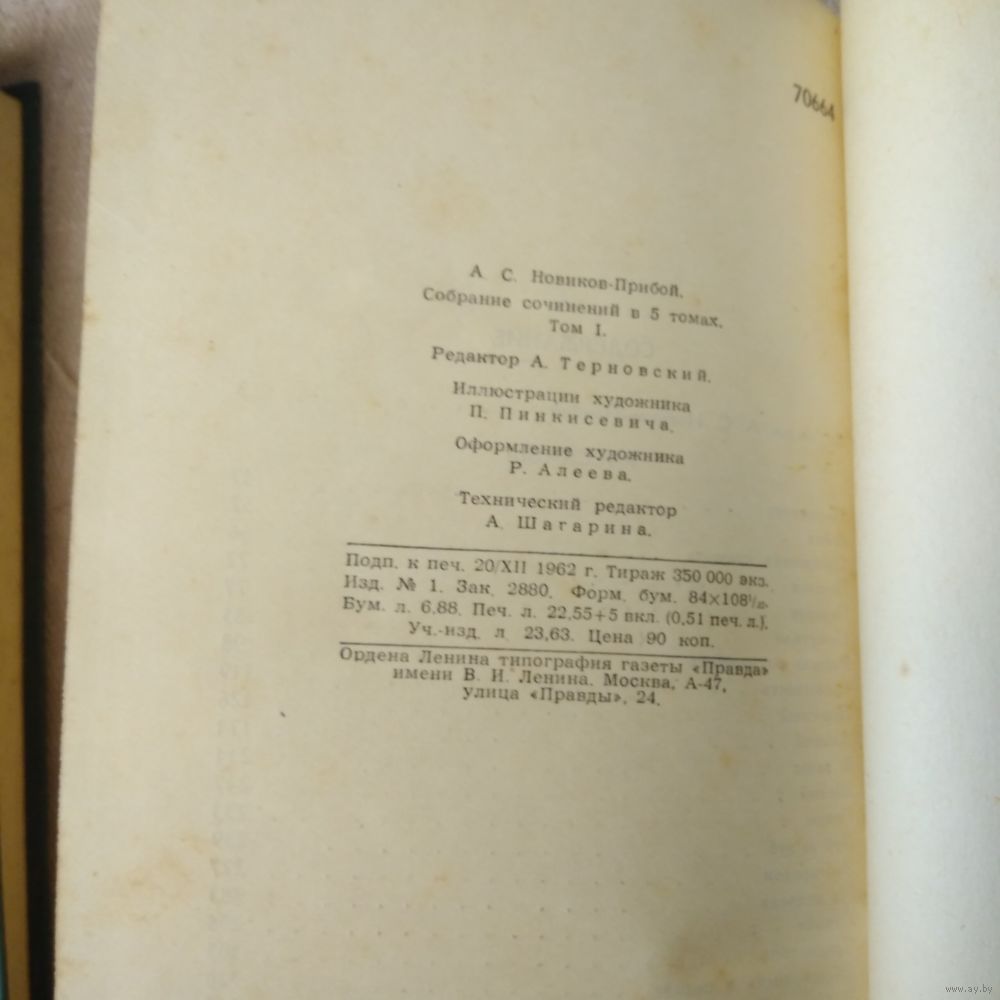 70664
А. С. Новиков-Прибой.
Собрание сочинений в 5 томах.
Том I.
Редактор А. Терновский.
Иллюстрации художника
П. Пинкисевича.
Оформление художника
Р. Алеева.
Технический редактор
А. Шагарина.
Подп. к печ. 20/XII 1962 г. Тираж 350 000 экз.
Изд. № 1. Зак. 2880. Форм. бум. 84×108¹/₃₂.
Бум. л. 6,88. Печ. л. 22,55+5 вкл. (0,51 печ. л.).
Уч.-изд. л. 23,63. Цена 90 коп.
Ордена Ленина типография газеты «Правда»
имени В. И. Ленина. Москва, А-47,
улица «Правды», 24.
www.ay.by